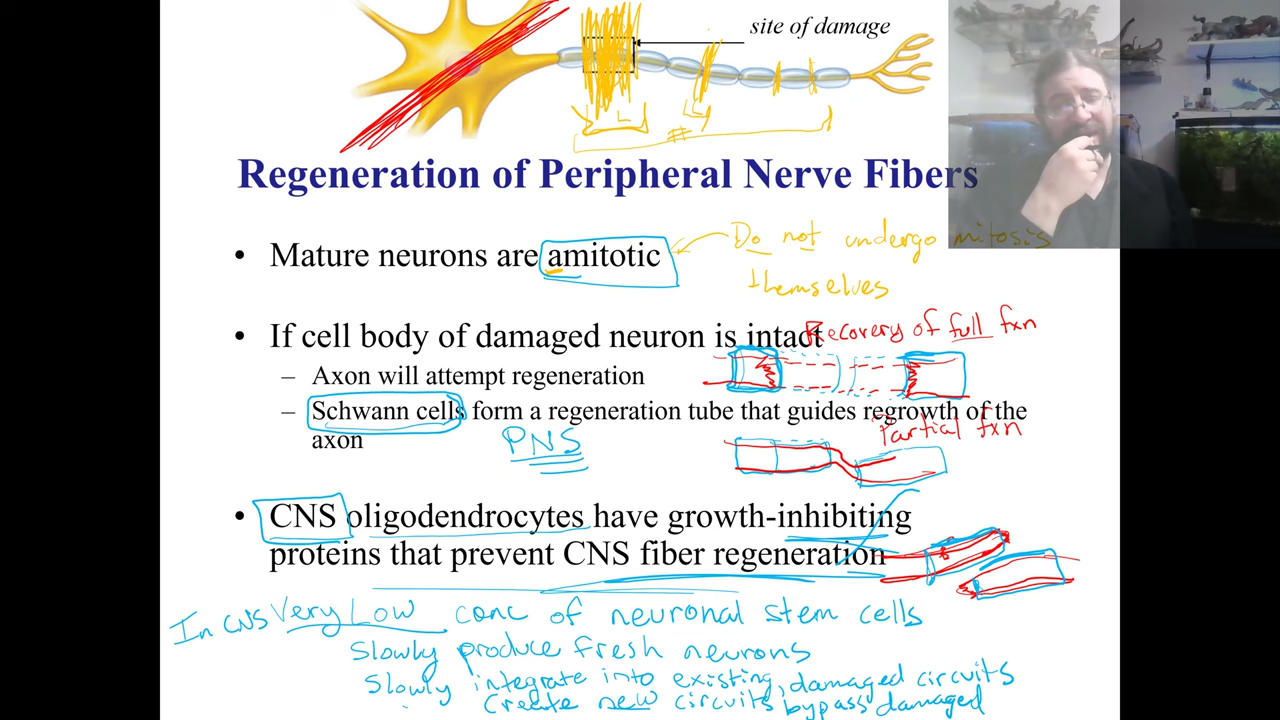 site of damage
Regeneration of Peripheral Nerve Fibers
• Mature neurons are amitotic
Do not undergo mitosis
themselves
• If cell body of damaged neuron is intact
Recovery of full fxn
– Axon will attempt regeneration
– Schwann cells form a regeneration tube that guides regrowth of the
axon
PNS
Partial fxn
• CNS oligodendrocytes have growth-inhibiting
proteins that prevent CNS fiber regeneration
In CNS Very Low conc of neuronal stem cells
Slowly produce fresh neurons
Slowly integrate into existing, damaged circuits
Create new circuits bypass damaged